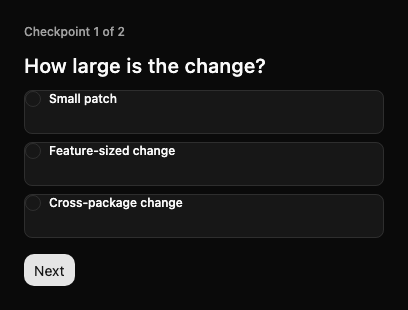 Checkpoint 1 of 2
How large is the change?
Small patch
Feature-sized change
Cross-package change
Next